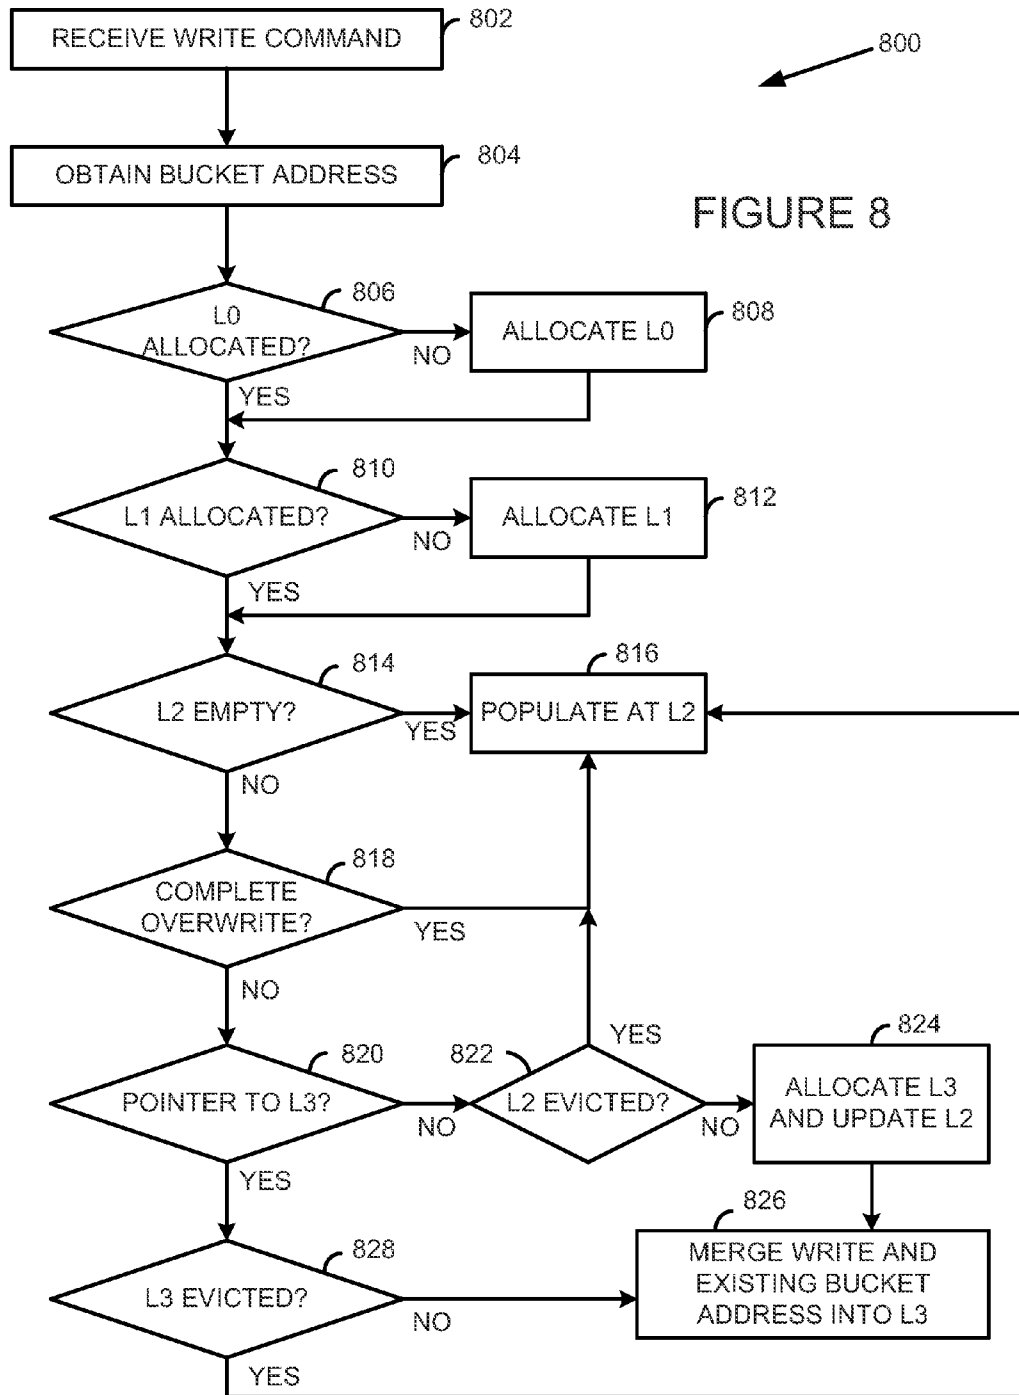 RECEIVE WRITE COMMAND
802
800
OBTAIN BUCKET ADDRESS
804
FIGURE 8
806
L0
ALLOCATED?
NO
ALLOCATE L0
808
YES
810
L1 ALLOCATED?
NO
ALLOCATE L1
812
YES
814
L2 EMPTY?
YES
816
POPULATE AT L2
NO
818
COMPLETE
OVERWRITE?
YES
NO
820
POINTER TO L3?
NO
822
L2 EVICTED?
YES
NO
824
ALLOCATE L3
AND UPDATE L2
YES
826
MERGE WRITE AND
EXISTING BUCKET
ADDRESS INTO L3
828
L3 EVICTED?
NO
YES